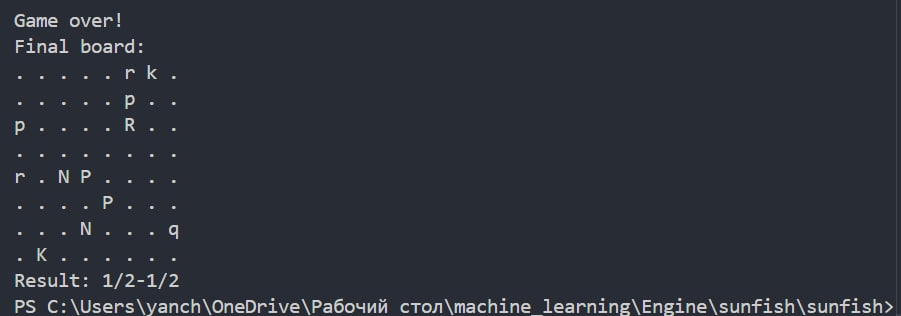 Game over!
Final board:
. . . . . r k .
. . . . . p . .
p . . . . R . .
. . . . . . . .
r . N P . . . .
. . . . P . . .
. . . N . . . q
. K . . . . . .
Result: 1/2-1/2
PS C:\Users\yanch\OneDrive\Рабочий стол\machine_learning\Engine\sunfish\sunfish>